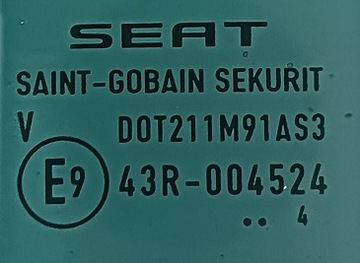 SEAT
SAINT-GOBAIN SEKURIT
V DOT211M91AS3
E9 43R-004524
•• 4